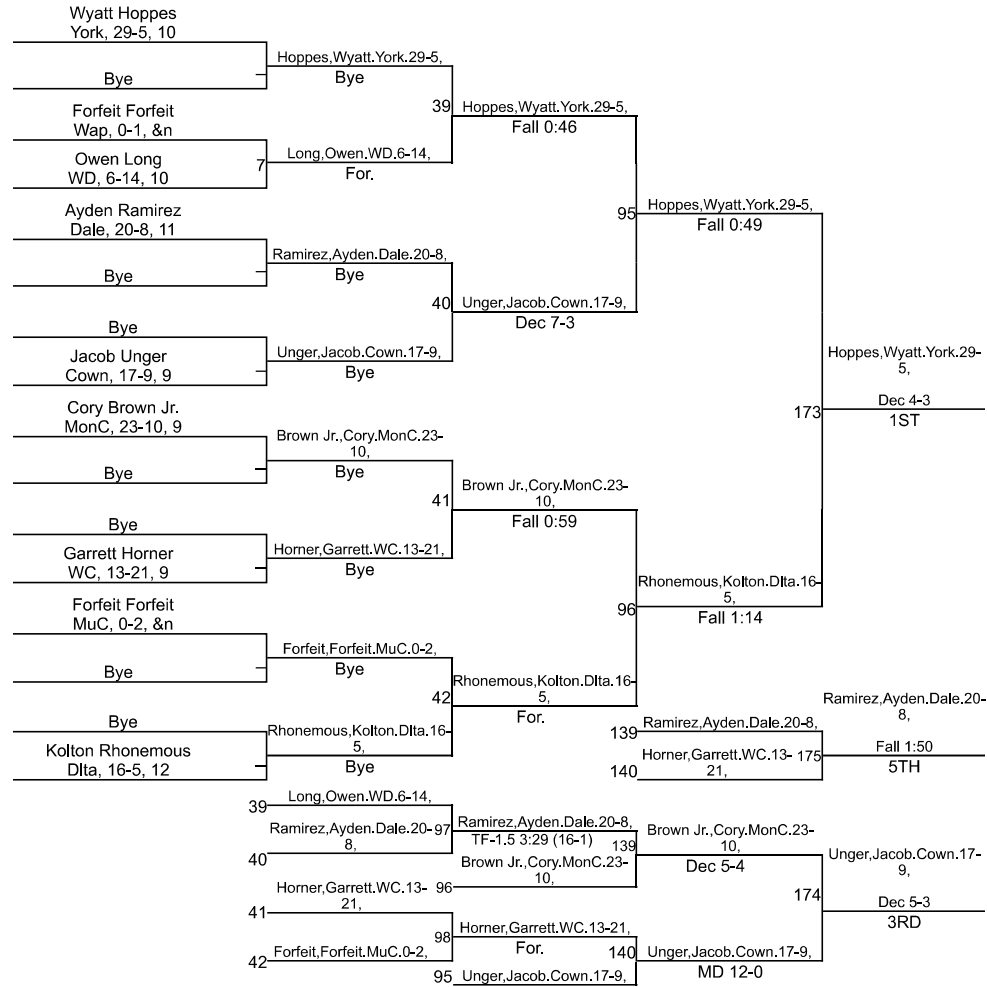 Wyatt Hoppes
York, 29-5, 10
Hoppes,Wyatt.York.29-5,
Bye
Bye
39
Hoppes,Wyatt.York.29-5,
Fall 0:46
Forfeit Forfeit
Wap, 0-1, &n
7
Long,Owen.WD.6-14,
For.
Owen Long
WD, 6-14, 10
95
Hoppes,Wyatt.York.29-5,
Fall 0:49
Ayden Ramirez
Dale, 20-8, 11
Ramirez,Ayden.Dale.20-8,
Bye
Bye
40
Unger,Jacob.Cown.17-9,
Dec 7-3
Bye
Unger,Jacob.Cown.17-9,
Bye
Jacob Unger
Cown, 17-9, 9
173
Hoppes,Wyatt.York.29-
5,
Dec 4-3
1ST
Cory Brown Jr.
MonC, 23-10, 9
Brown Jr.,Cory.MonC.23-
10,
Bye
Bye
41
Brown Jr.,Cory.MonC.23-
10,
Fall 0:59
Bye
Horner,Garrett.WC.13-21,
Bye
Garrett Horner
WC, 13-21, 9
96
Rhonemous,Kolton.Dlta.16-
5,
Fall 1:14
Forfeit Forfeit
MuC, 0-2, &n
Forfeit,Forfeit.MuC.0-2,
Bye
Bye
42
Rhonemous,Kolton.Dlta.16-
5,
For.
Bye
Rhonemous,Kolton.Dlta.16-
5,
Bye
Kolton Rhonemous
Dlta, 16-5, 12
139
Ramirez,Ayden.Dale.20-8,
140
Horner,Garrett.WC.13-
21,
175
Ramirez,Ayden.Dale.20-
8,
Fall 1:50
5TH
39
Long,Owen.WD.6-14,
40
Ramirez,Ayden.Dale.20-
8,
97
Ramirez,Ayden.Dale.20-8,
TF-1.5 3:29 (16-1)
96
Brown Jr.,Cory.MonC.23-
10,
139
Brown Jr.,Cory.MonC.23-
10,
Dec 5-4
41
Horner,Garrett.WC.13-
21,
42
Forfeit,Forfeit.MuC.0-2,
98
Horner,Garrett.WC.13-21,
For.
95
Unger,Jacob.Cown.17-9,
140
Unger,Jacob.Cown.17-9,
MD 12-0
174
Unger,Jacob.Cown.17-
9,
Dec 5-3
3RD